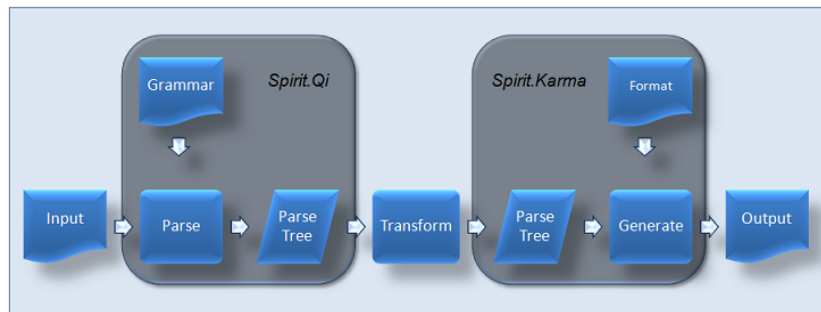 Grammar
Spirit.Qi
Spirit.Karma
Format
Input
Parse
Parse
Tree
Transform
Parse
Tree
Generate
Output